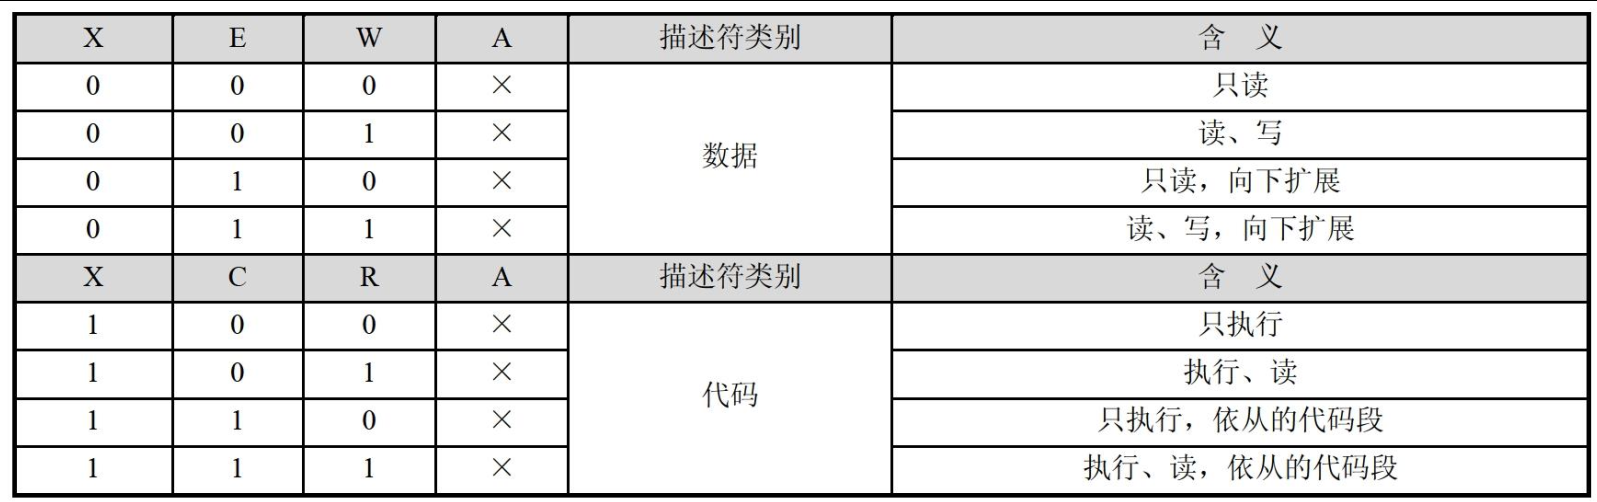 X E W A 描述符类别 含 义
0 0 0 × 数据 只读
0 0 1 × 读、写
0 1 0 × 只读，向下扩展
0 1 1 × 读、写，向下扩展
X C R A 描述符类别 含 义
1 0 0 × 代码 只执行
1 0 1 × 执行、读
1 1 0 × 只执行，依从的代码段
1 1 1 × 执行、读，依从的代码段